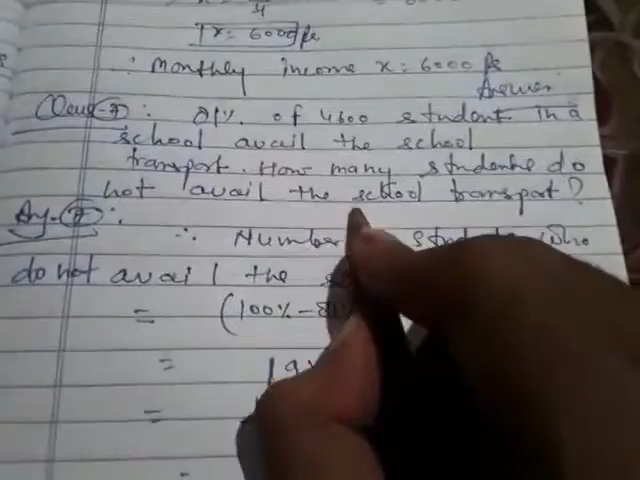 x = 6000 Rs
∴ Monthly income x = 6000 Rs
Answer
Ques-7: 81% of 4600 student in a
school avail the school
transport. How many students do
not avail the school transport?
Ans-7:
∴ Number students who
do not avail the
= (100% - 81%
= 19%
=